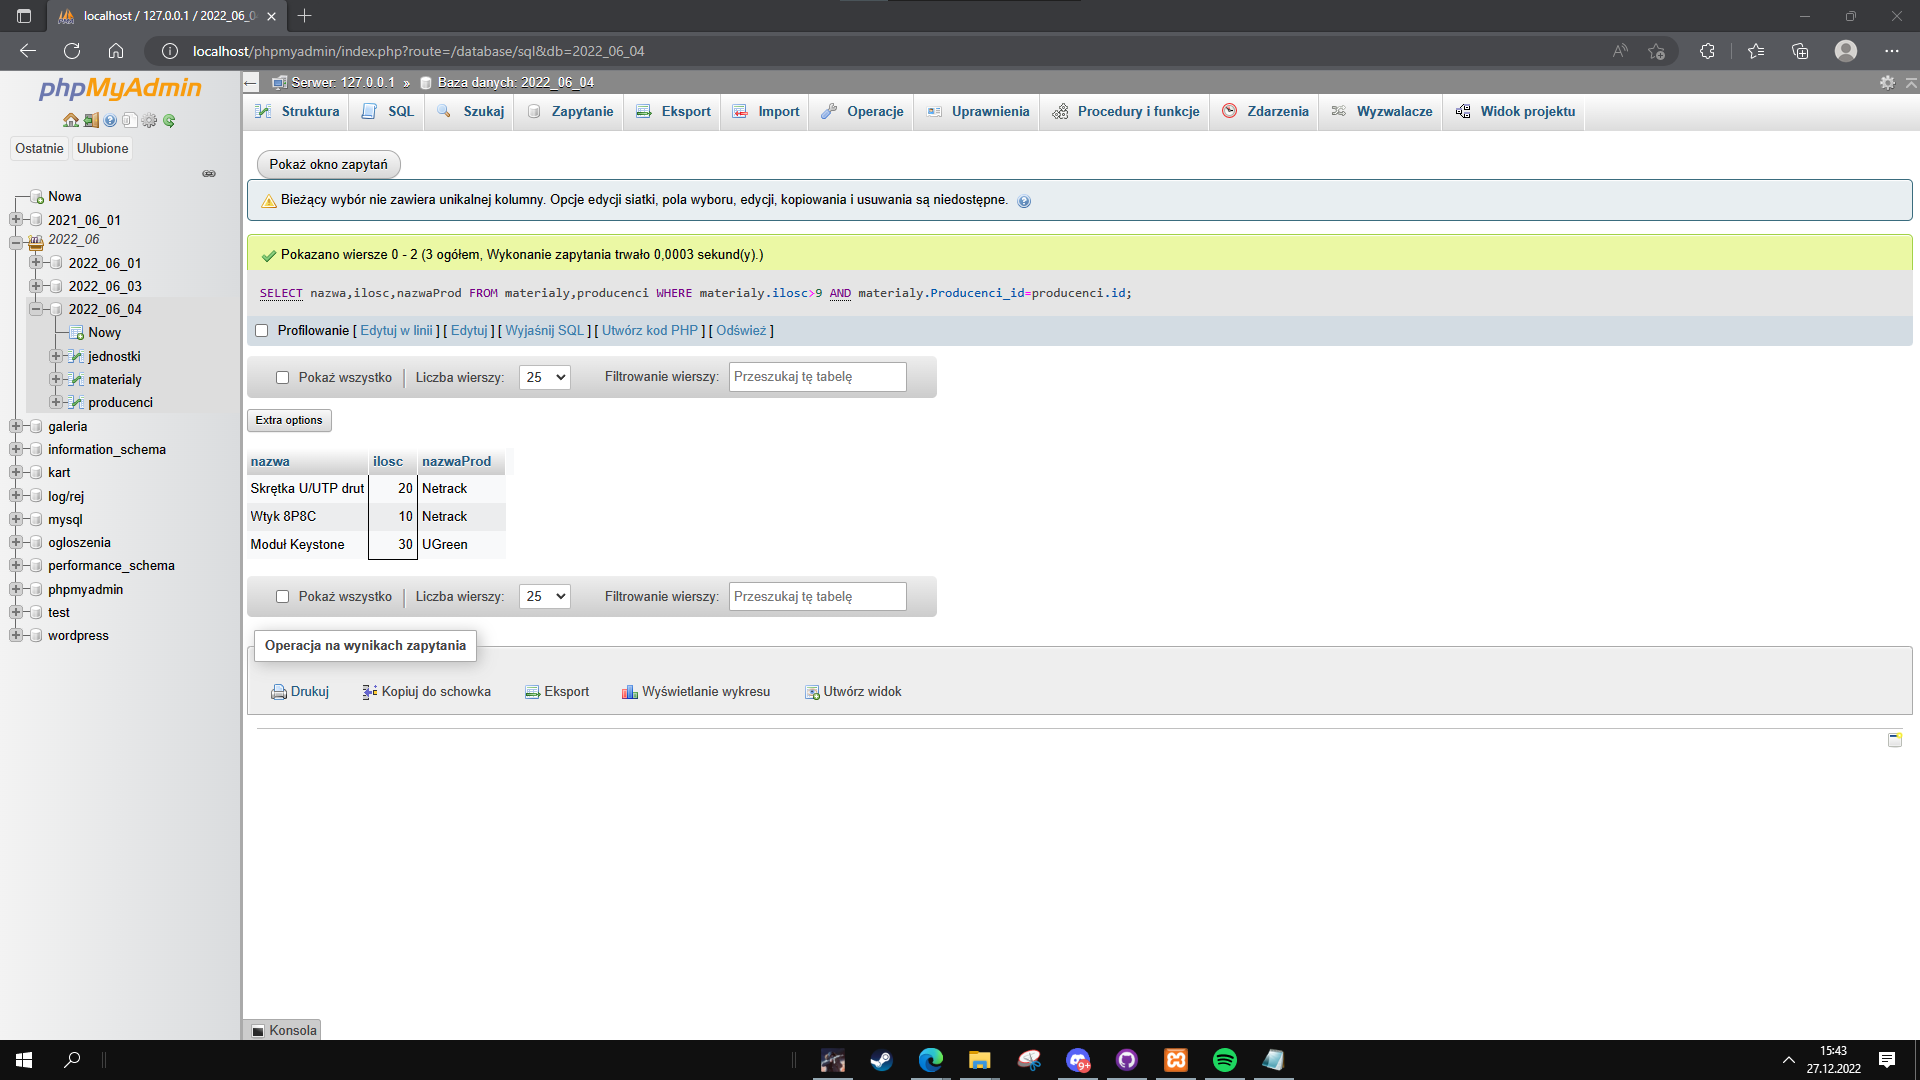 localhost / 127.0.0.1 / 2022_06_0
localhost/phpmyadmin/index.php?route=/database/sql&db=2022_06_04
phpMyAdmin
Ostatnie Ulubione
Nowa
2021_06_01
2022_06
2022_06_01
2022_06_03
2022_06_04
Nowy
jednostki
materialy
producenci
galeria
information_schema
kart
log/rej
mysql
ogloszenia
performance_schema
phpmyadmin
test
wordpress
Serwer: 127.0.0.1 » Baza danych: 2022_06_04
Struktura SQL Szukaj Zapytanie Eksport Import Operacje Uprawnienia Procedury i funkcje Zdarzenia Wyzwalacze Widok projektu
Pokaż okno zapytań
Bieżący wybór nie zawiera unikalnej kolumny. Opcje edycji siatki, pola wyboru, edycji, kopiowania i usuwania są niedostępne.
Pokazano wiersze 0 - 2 (3 ogółem, Wykonanie zapytania trwało 0,0003 sekund(y).)
SELECT nazwa,ilosc,nazwaProd FROM materialy,producenci WHERE materialy.ilosc>9 AND materialy.Producenci_id=producenci.id;
Profilowanie [ Edytuj w linii ] [ Edytuj ] [ Wyjaśnij SQL ] [ Utwórz kod PHP ] [ Odśwież ]
Pokaż wszystko | Liczba wierszy: 25 Filtrowanie wierszy: Przeszukaj tę tabelę
Extra options
nazwa ilosc nazwaProd
Skrętka U/UTP drut 20 Netrack
Wtyk 8P8C 10 Netrack
Moduł Keystone 30 UGreen
Pokaż wszystko | Liczba wierszy: 25 Filtrowanie wierszy: Przeszukaj tę tabelę
Operacja na wynikach zapytania
Drukuj Kopiuj do schowka Eksport Wyświetlanie wykresu Utwórz widok
Konsola
9+
15:43
27.12.2022